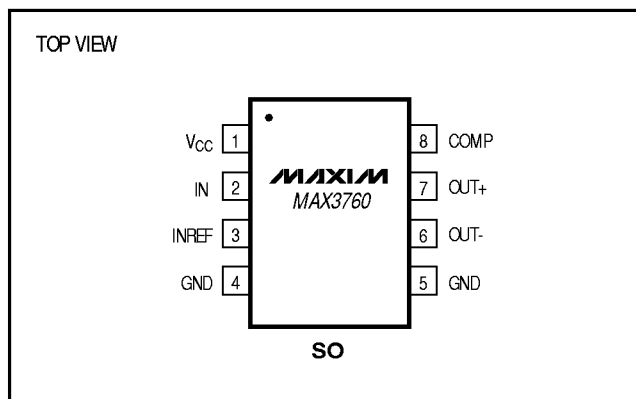 TOP VIEW
VCC 1
8 COMP
IN 2
MAXIM
7 OUT+
MAX3760
INREF 3
6 OUT-
GND 4
5 GND
SO